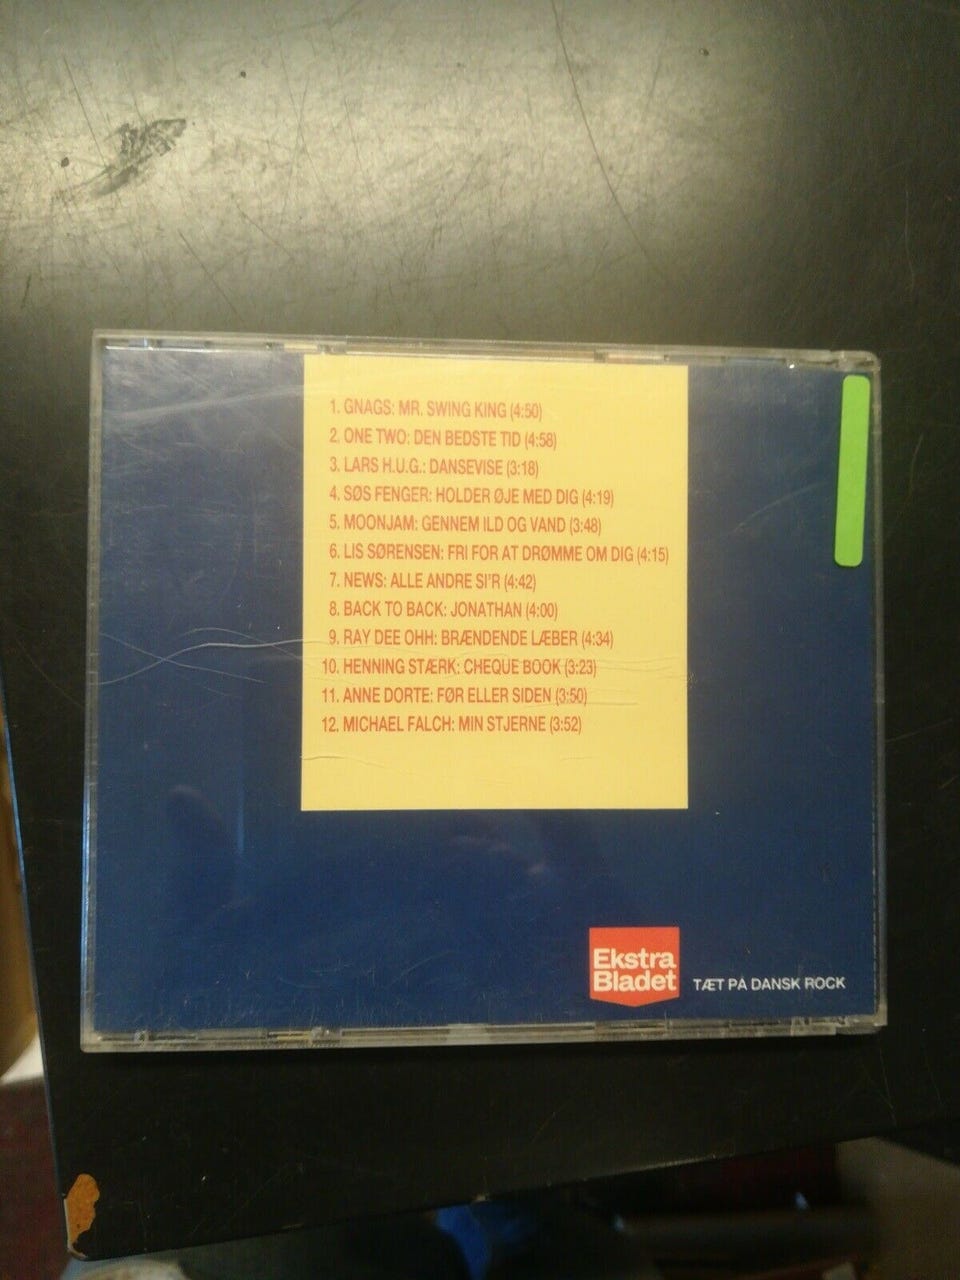 1. GNAGS: MR. SWING KING (4:50)
2. ONE TWO: DEN BEDSTE TID (4:58)
3. LARS H.U.G.: DANSEVISE (3:18)
4. SØS FENGER: HOLDER ØJE MED DIG (4:19)
5. MOONJAM: GENNEM ILD OG VAND (3:48)
6. LIS SØRENSEN: FRI FOR AT DRØMME OM DIG (4:15)
7. NEWS: ALLE ANDRE SI'R (4:42)
8. BACK TO BACK: JONATHAN (4:00)
9. RAY DEE OHH: BRÆNDENDE LÆBER (4:34)
10. HENNING STÆRK: CHEQUE BOOK (3:23)
11. ANNE DORTE: FØR ELLER SIDEN (3:50)
12. MICHAEL FALCH: MIN STJERNE (3:52)
Ekstra
Bladet
TÆT PÅ DANSK ROCK